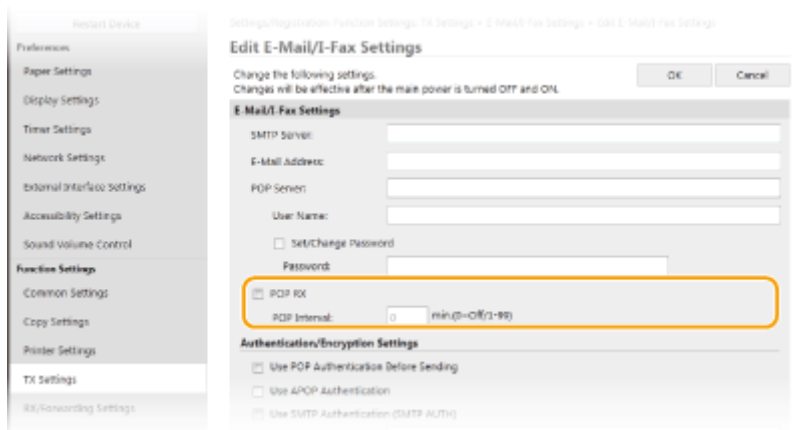 Restart Device
Preferences
Paper Settings
Display Settings
Timer Settings
Network Settings
External Interface Settings
Accessibility Settings
Sound Volume Control
Function Settings
Common Settings
Copy Settings
Printer Settings
TX Settings
RX/Forwarding Settings
Settings/Registration: Function Settings: TX Settings > E-Mail/I-Fax Settings > Edit E-Mail/I-Fax Settings
Edit E-Mail/I-Fax Settings
Change the following settings.
Changes will be effective after the main power is turned OFF and ON.
OK
Cancel
E-Mail/I-Fax Settings
SMTP Server:
E-Mail Address:
POP Server:
User Name:
Set/Change Password
Password:
POP RX
POP Interval:
0
min.(0=Off/1-99)
Authentication/Encryption Settings
Use POP Authentication Before Sending
Use APOP Authentication
Use SMTP Authentication (SMTP AUTH)